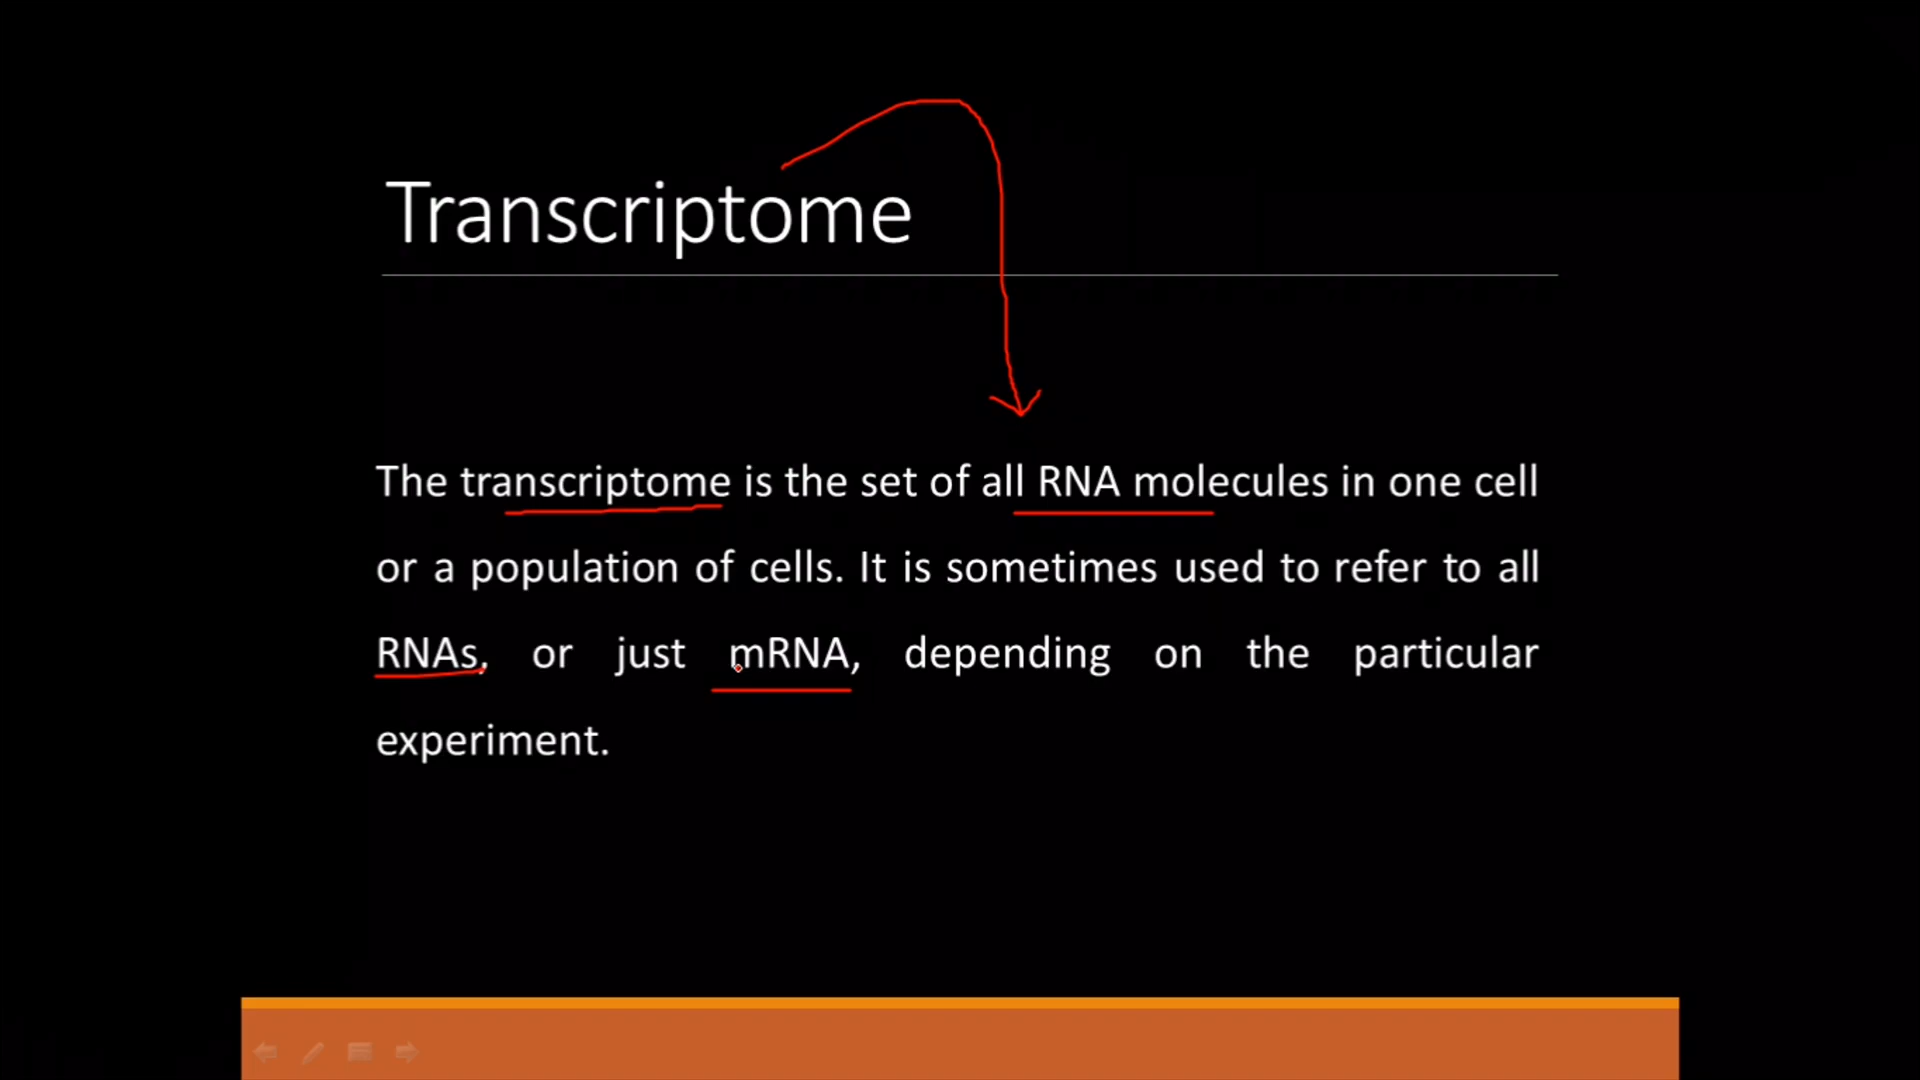 Transcriptome
The transcriptome is the set of all RNA molecules in one cell
or a population of cells. It is sometimes used to refer to all
RNAs, or just mRNA, depending on the particular
experiment.